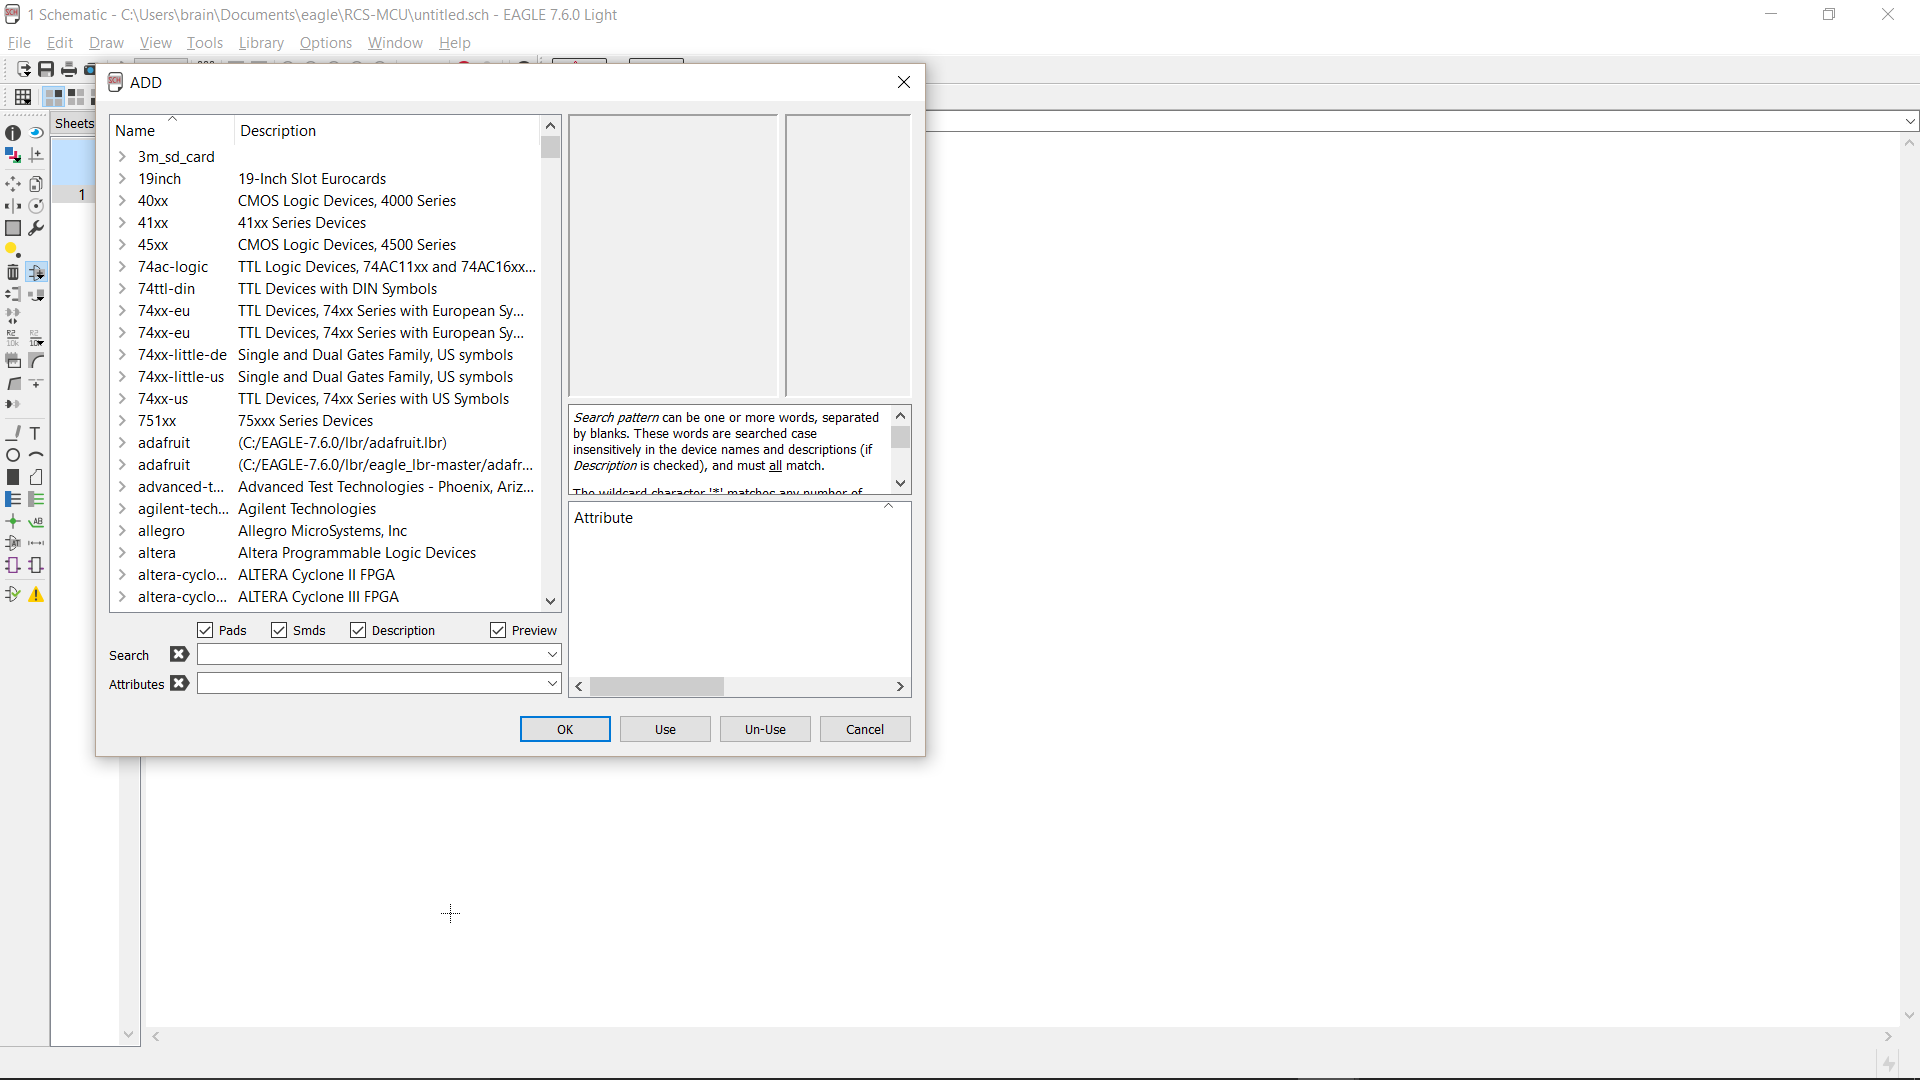 1 Schematic - C:\Users\brain\Documents\eagle\RCS-MCU\untitled.sch - EAGLE 7.6.0 Light
File Edit Draw View Tools Library Options Window Help
ADD
Sheets
1
Name Description
3m_sd_card
19inch 19-Inch Slot Eurocards
40xx CMOS Logic Devices, 4000 Series
41xx 41xx Series Devices
45xx CMOS Logic Devices, 4500 Series
74ac-logic TTL Logic Devices, 74AC11xx and 74AC16xx...
74ttl-din TTL Devices with DIN Symbols
74xx-eu TTL Devices, 74xx Series with European Sy...
74xx-eu TTL Devices, 74xx Series with European Sy...
74xx-little-de Single and Dual Gates Family, US symbols
74xx-little-us Single and Dual Gates Family, US symbols
74xx-us TTL Devices, 74xx Series with US Symbols
751xx 75xxx Series Devices
adafruit (C:/EAGLE-7.6.0/lbr/adafruit.lbr)
adafruit (C:/EAGLE-7.6.0/lbr/eagle_lbr-master/adafr...
advanced-t... Advanced Test Technologies - Phoenix, Ariz...
agilent-tech... Agilent Technologies
allegro Allegro MicroSystems, Inc
altera Altera Programmable Logic Devices
altera-cyclo... ALTERA Cyclone II FPGA
altera-cyclo... ALTERA Cyclone III FPGA
Pads Smds Description Preview
Search
Attributes
Search pattern can be one or more words, separated
by blanks. These words are searched case
insensitively in the device names and descriptions (if
Description is checked), and must all match.
The wildcard character '*' matches any number of
Attribute
OK Use Un-Use Cancel